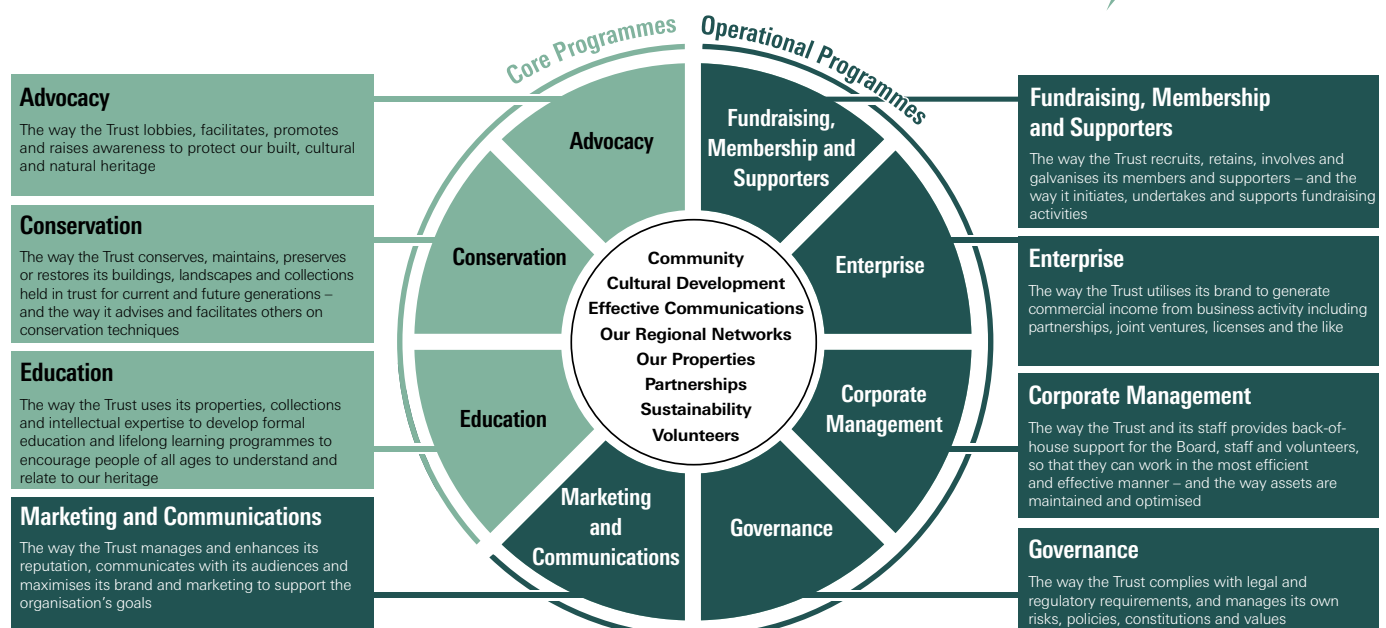 Core Programmes
Operational Programmes
Advocacy
The way the Trust lobbies, facilitates, promotes
and raises awareness to protect our built, cultural
and natural heritage
Conservation
The way the Trust conserves, maintains, preserves
or restores its buildings, landscapes and collections
held in trust for current and future generations –
and the way it advises and facilitates others on
conservation techniques
Education
The way the Trust uses its properties, collections
and intellectual expertise to develop formal
education and lifelong learning programmes to
encourage people of all ages to understand and
relate to our heritage
Marketing and Communications
The way the Trust manages and enhances its
reputation, communicates with its audiences and
maximises its brand and marketing to support the
organisation’s goals
Advocacy
Conservation
Education
Marketing
and
Communications
Fundraising,
Membership and
Supporters
Enterprise
Corporate
Management
Governance
Community
Cultural Development
Effective Communications
Our Regional Networks
Our Properties
Partnerships
Sustainability
Volunteers
Fundraising, Membership
and Supporters
The way the Trust recruits, retains, involves and
galvanises its members and supporters – and the
way it initiates, undertakes and supports fundraising
activities
Enterprise
The way the Trust utilises its brand to generate
commercial income from business activity including
partnerships, joint ventures, licenses and the like
Corporate Management
The way the Trust and its staff provides back-of-
house support for the Board, staff and volunteers,
so that they can work in the most efficient
and effective manner – and the way assets are
maintained and optimised
Governance
The way the Trust complies with legal and
regulatory requirements, and manages its own
risks, policies, constitutions and values